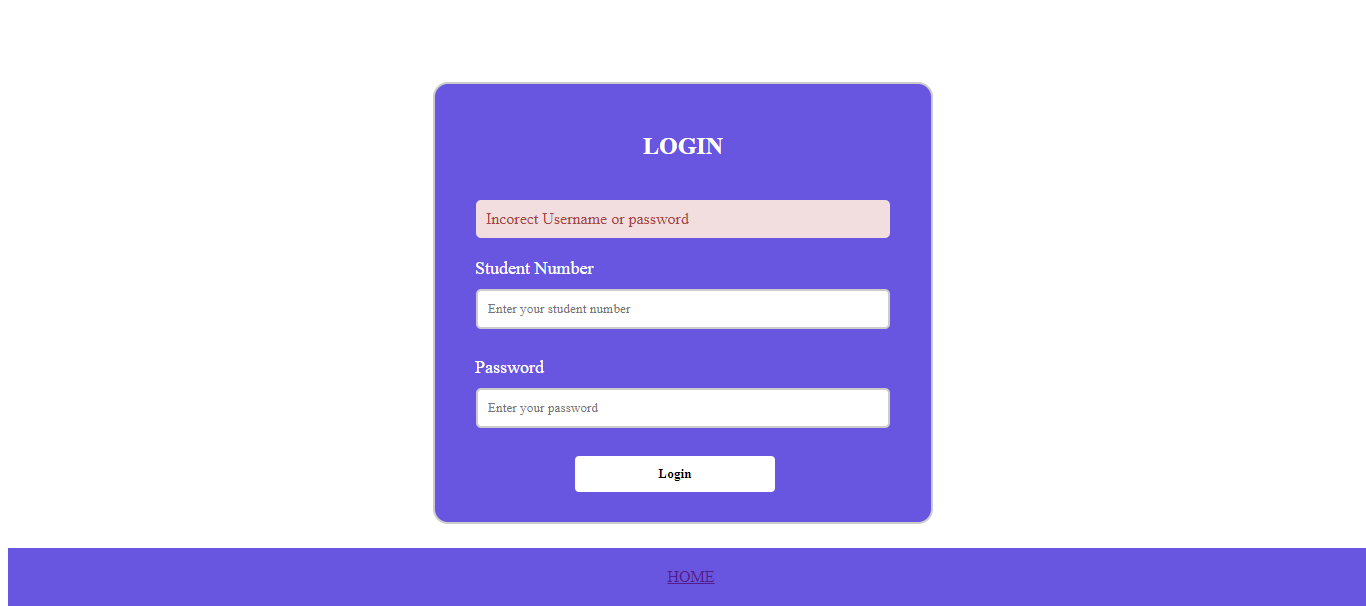 LOGIN
Incorect Username or password
Student Number
Enter your student number
Password
Enter your password
Login
HOME